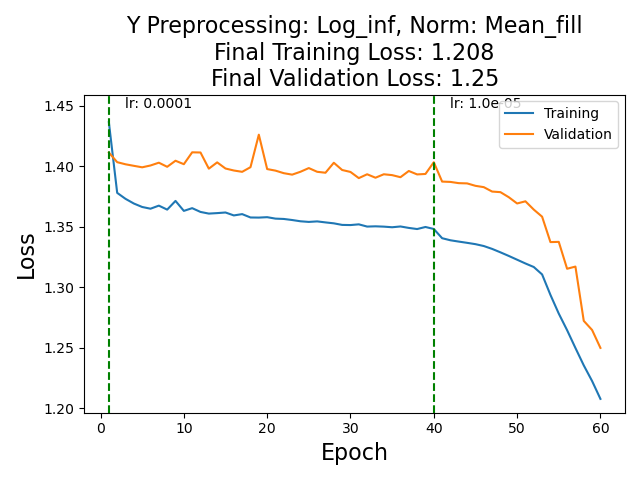 Y Preprocessing: Log_inf, Norm: Mean_fill
Final Training Loss: 1.208
Final Validation Loss: 1.25
lr: 0.0001
lr: 1.0e-05
Training
Validation
1.45
1.40
1.35
1.30
1.25
1.20
Loss
0 10 20 30 40 50 60
Epoch